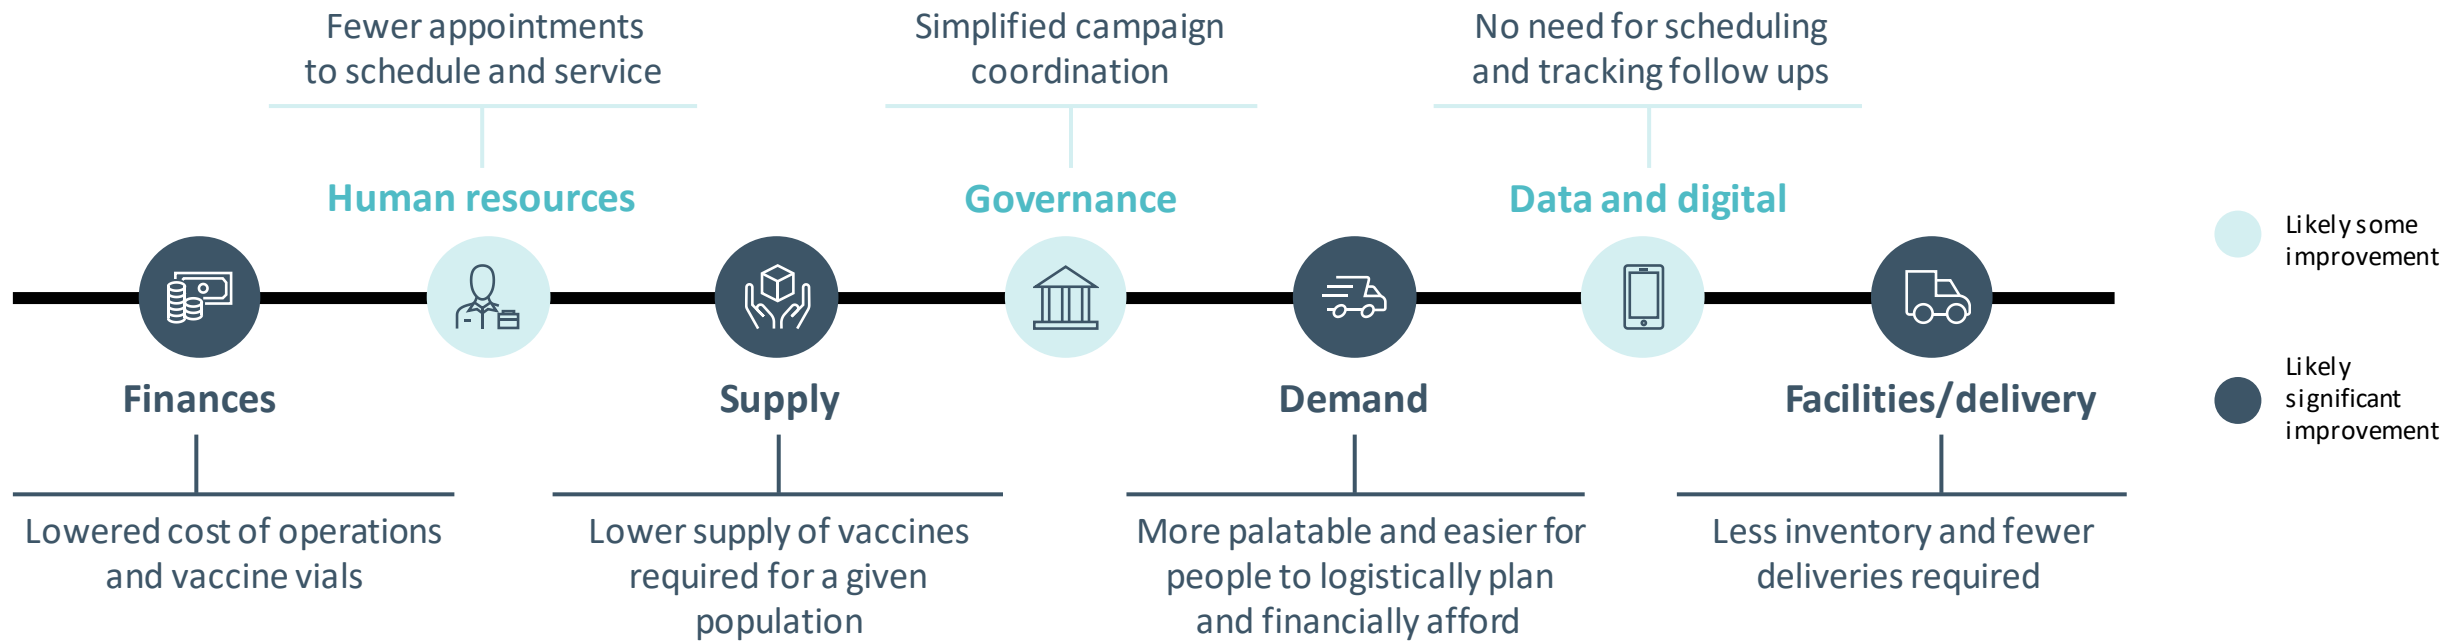 Fewer appointments
to schedule and service
Simplified campaign
coordination
No need for scheduling
and tracking follow ups
Human resources
Governance
Data and digital
Likely some
improvement
Likely
significant
improvement
Finances
Supply
Demand
Facilities/delivery
Lowered cost of operations
and vaccine vials
Lower supply of vaccines
required for a given
population
More palatable and easier for
people to logistically plan
and financially afford
Less inventory and fewer
deliveries required